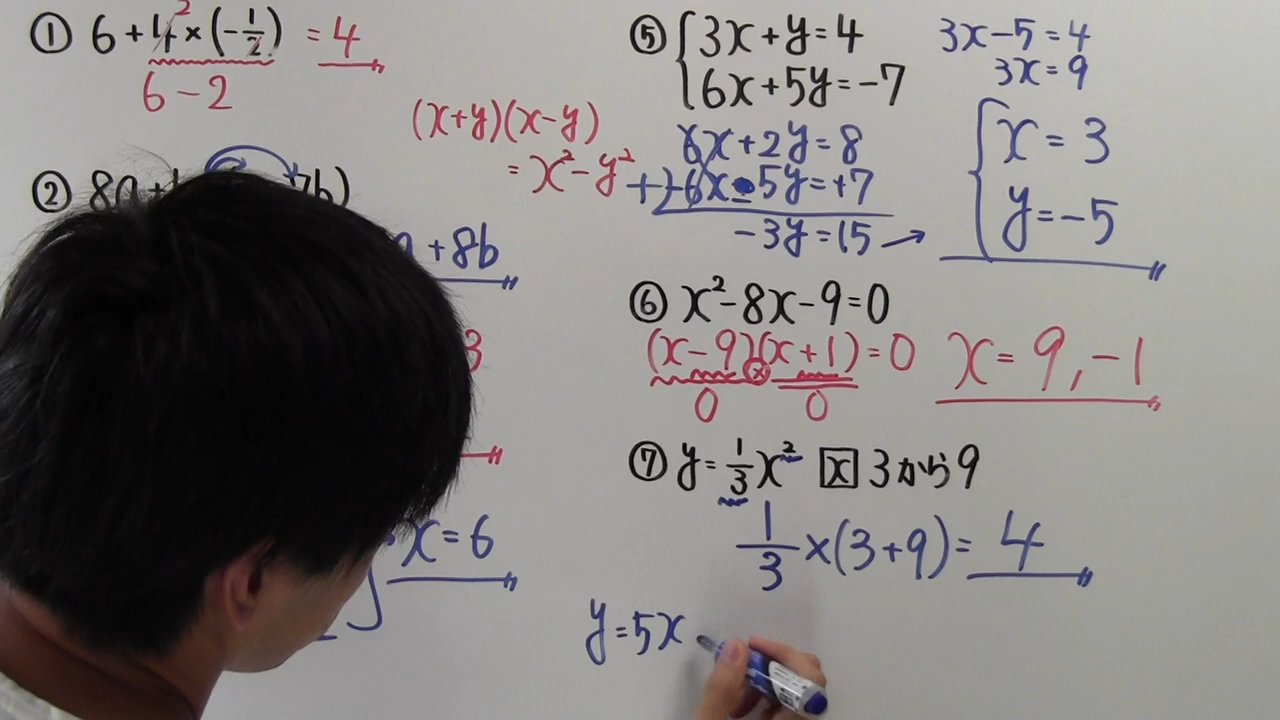 ① 6+4×(-1/2) = 4
2
6-2
(x+y)(x-y)
= x²-y²
② 8a+ 7b)
+8b
3
x=6
⑤ {3x+y=4
6x+5y=-7
6x+2y=8
+)-6x-5y=+7
-3y=15 →
3x-5=4
3x=9
{x=3
y=-5
⑥ x²-8x-9=0
(x-9)(x+1)=0 x=9,-1
×
0 0
⑦ y=1/3x² x 3から9
1/3×(3+9)=4
y=5x